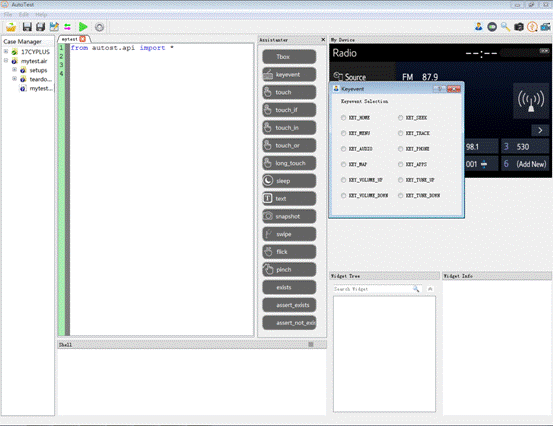 AutoTest
File Edit Help
Case Manager
17CYPLUS
mytest.air
setups
teardo...
mytest...
mytest
1 from autost.api import *
2
3
4
Assistanter
Tbox
keyevent
touch
touch_if
touch_in
touch_or
long_touch
sleep
text
snapshot
swipe
flick
pinch
exists
assert_exists
assert_not_exis
My Device
Radio
--:--
Source
FM 87.9
98.1
3 530
001
6 (Add New)
Keyevent
Keyevent Selection
KEY_HOME
KEY_SEEK
KEY_MENU
KEY_TRACK
KEY_AUDIO
KEY_PHONE
KEY_MAP
KEY_APPS
KEY_VOLUME_UP
KEY_TUNE_UP
KEY_VOLUME_DOWN
KEY_TUNE_DOWN
Widget Tree
Search Widget
Widget Info
Shell